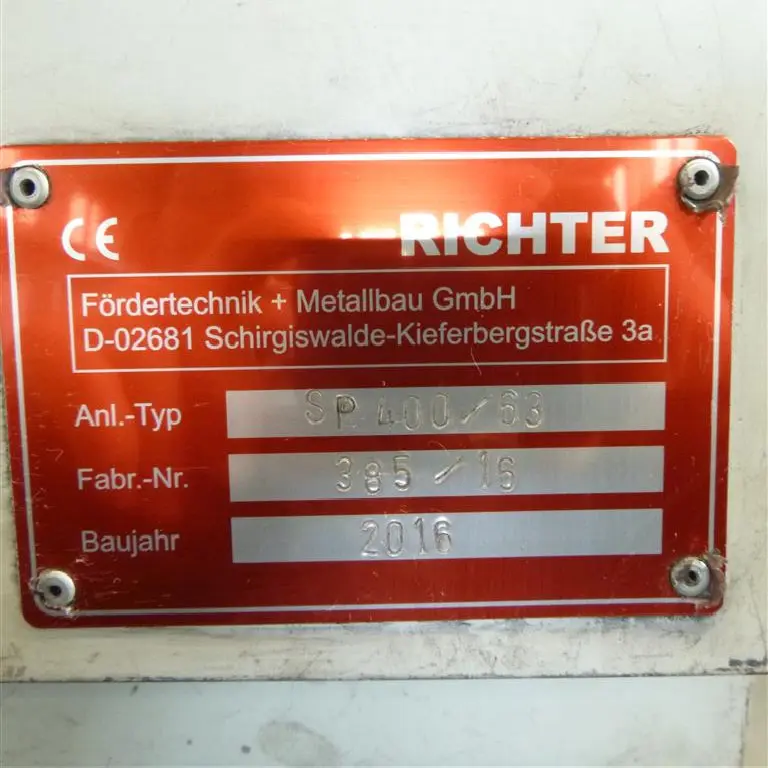 CE RICHTER
Fördertechnik + Metallbau GmbH
D-02681 Schirgiswalde-Kieferbergstraße 3a
Anl.-Typ SP 400/63
Fabr.-Nr. 385/16
Baujahr 2016